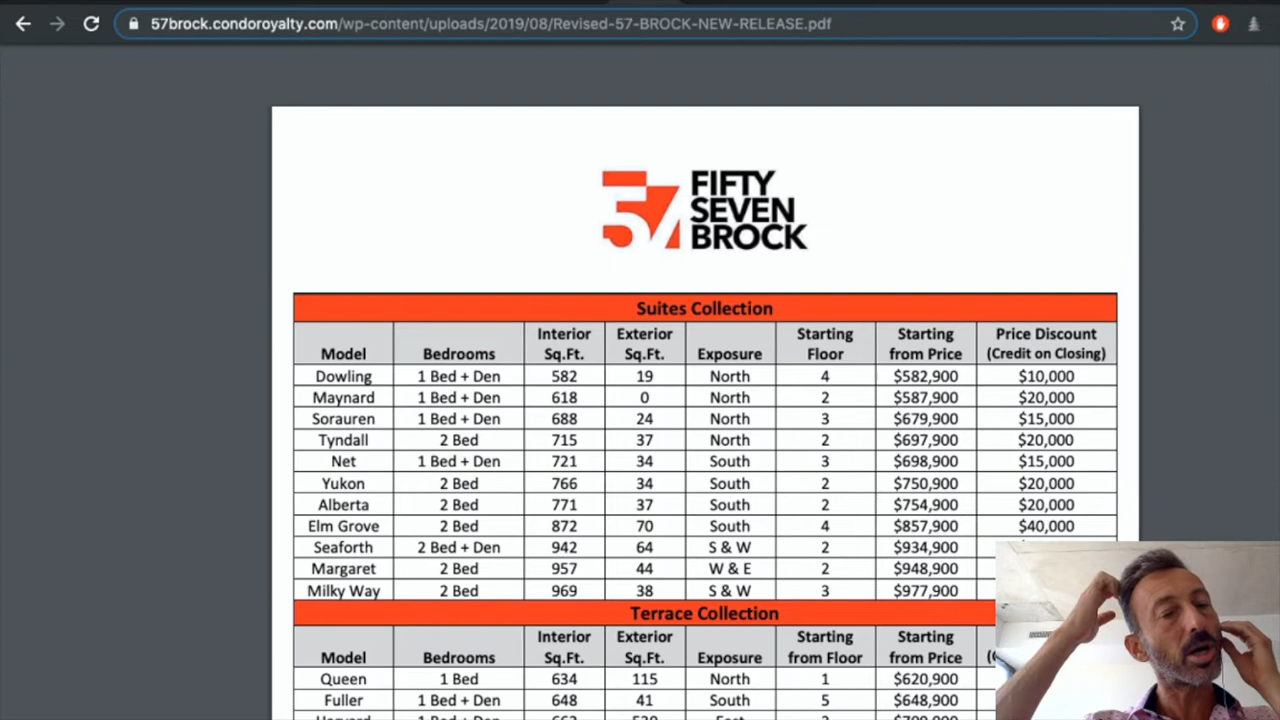 57brock.condoroyalty.com/wp-content/uploads/2019/08/Revised-57-BROCK-NEW-RELEASE.pdf
57 FIFTY
SEVEN
BROCK
Suites Collection
Model Bedrooms Interior Sq.Ft. Exterior Sq.Ft. Exposure Starting Floor Starting from Price Price Discount (Credit on Closing)
Dowling 1 Bed + Den 582 19 North 4 $582,900 $10,000
Maynard 1 Bed + Den 618 0 North 2 $587,900 $20,000
Sorauren 1 Bed + Den 688 24 North 3 $679,900 $15,000
Tyndall 2 Bed 715 37 North 2 $697,900 $20,000
Net 1 Bed + Den 721 34 South 3 $698,900 $15,000
Yukon 2 Bed 766 34 South 2 $750,900 $20,000
Alberta 2 Bed 771 37 South 2 $754,900 $20,000
Elm Grove 2 Bed 872 70 South 4 $857,900 $40,000
Seaforth 2 Bed + Den 942 64 S & W 2 $934,900
Margaret 2 Bed 957 44 W & E 2 $948,900
Milky Way 2 Bed 969 38 S & W 3 $977,900
Terrace Collection
Model Bedrooms Interior Sq.Ft. Exterior Sq.Ft. Exposure Starting from Floor Starting from Price
Queen 1 Bed 634 115 North 1 $620,900
Fuller 1 Bed + Den 648 41 South 5 $648,900